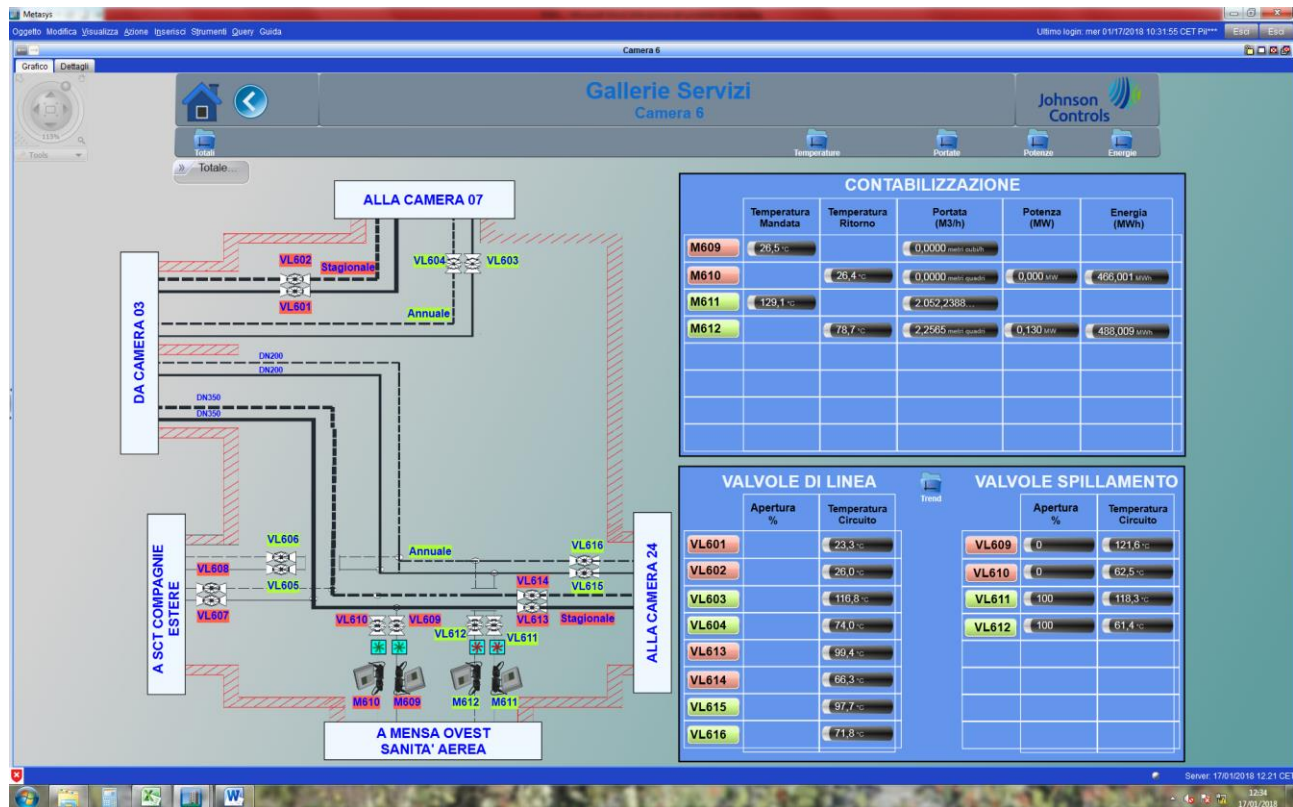 Metasys
Oggetto Modifica Visualizza Azione Inserisci Strumenti Query Guida
Ultimo login: mer 01/17/2018 10:31:55 CET Pil*** Esci Esci
Camera 6
Grafico Dettagli
Gallerie Servizi
Camera 6
Johnson
Controls
113%
Tools
Totali Temperature Portate Potenze Energie
Totale...
ALLA CAMERA 07
VL602 Stagionale VL604 VL603
VL601
Annuale
DA CAMERA 03
DN200
DN200
DN350
DN350
VL606 Annuale VL616
VL608 VL605 VL614 VL615
VL607 VL610 VL609 VL613 Stagionale
VL612 VL611
A SCT COMPAGNIE
ESTERE
ALLA CAMERA 24
M610 M609 M612 M611
A MENSA OVEST
SANITA' AEREA
CONTABILIZZAZIONE
Temperatura Mandata Temperatura Ritorno Portata (M3/h) Potenza (MW) Energia (MWh)
M609 26,5 °C 0,0000 metri cubi/h
M610 26,4 °C 0,0000 metri quadri 0,000 MW 466,001 MWh
M611 129,1 °C 2.052,2388...
M612 78,7 °C 2,2565 metri quadri 0,130 MW 488,009 MWh
VALVOLE DI LINEA
Trend
VALVOLE SPILLAMENTO
Apertura % Temperatura Circuito Apertura % Temperatura Circuito
VL601 23,3 °C VL609 0 121,6 °C
VL602 26,0 °C VL610 0 62,5 °C
VL603 116,8 °C VL611 100 118,3 °C
VL604 74,0 °C VL612 100 61,4 °C
VL613 99,4 °C
VL614 66,3 °C
VL615 97,7 °C
VL616 71,8 °C
Server: 17/01/2018 12.21 CET
12:34
17/01/2018